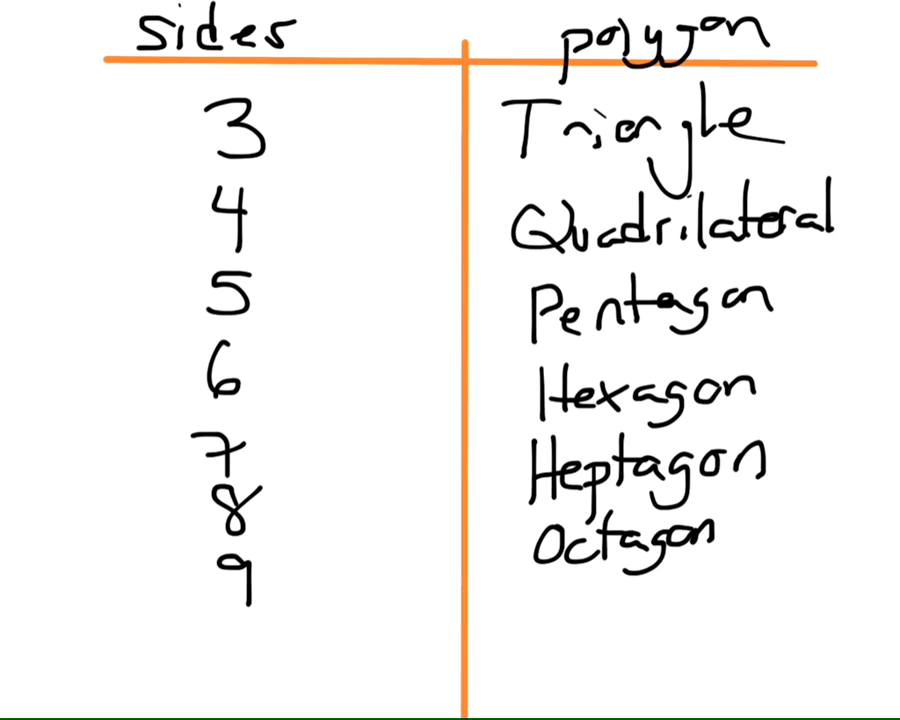 sides polygon
3 Triangle
4 Quadrilateral
5 Pentagon
6 Hexagon
7 Heptagon
8 Octagon
9